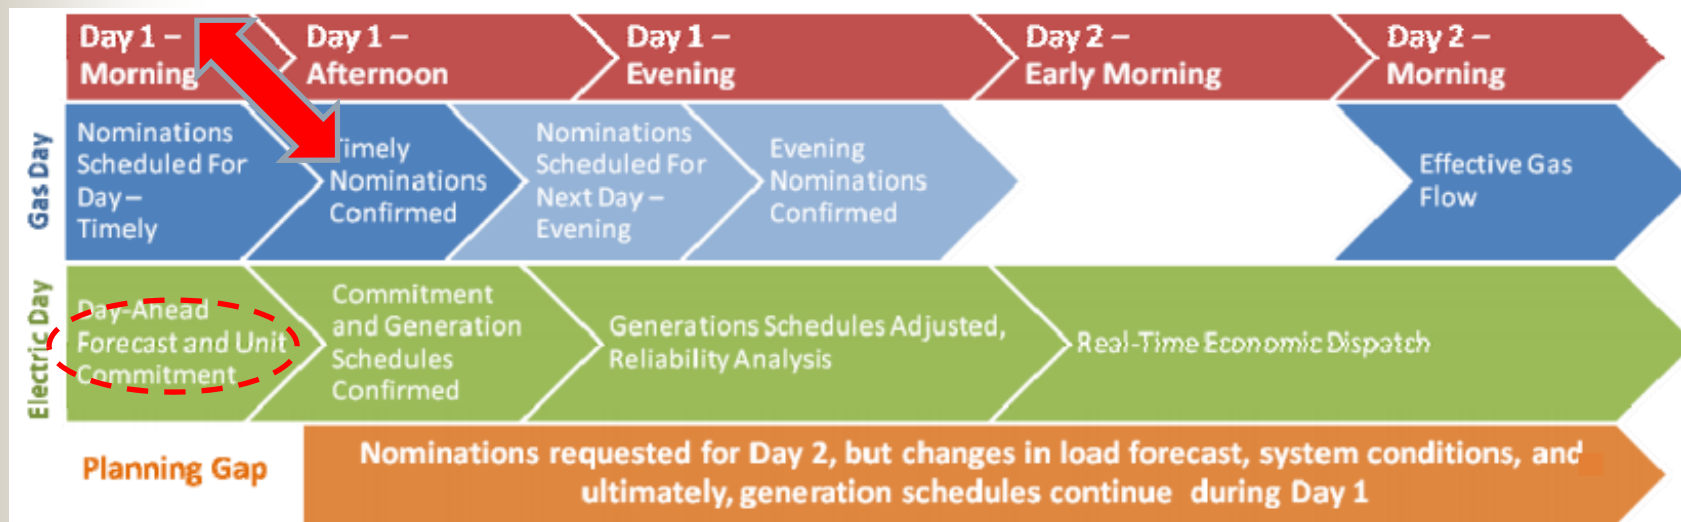 Day 1 –
Morning
Day 1 –
Afternoon
Day 1 –
Evening
Day 2 –
Early Morning
Day 2 –
Morning
Gas Day
Nominations
Scheduled For
Day –
Timely
Timely
Nominations
Confirmed
Nominations
Scheduled For
Next Day –
Evening
Evening
Nominations
Confirmed
Effective Gas
Flow
Electric Day
Day-Ahead
Forecast and Unit
Commitment
Commitment
and Generation
Schedules
Confirmed
Generations Schedules Adjusted,
Reliability Analysis
Real-Time Economic Dispatch
Planning Gap
Nominations requested for Day 2, but changes in load forecast, system conditions, and
ultimately, generation schedules continue during Day 1